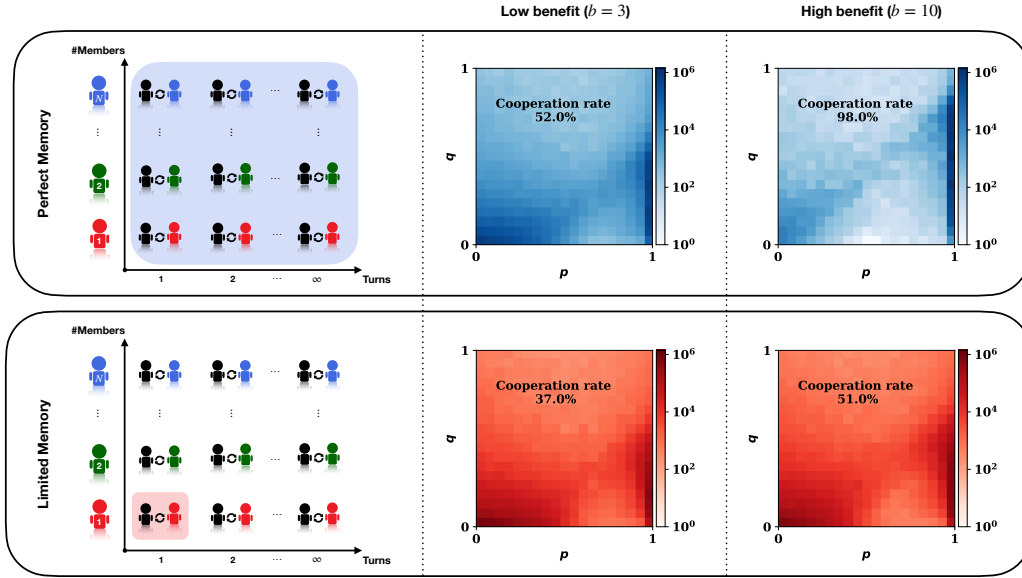 Low benefit (b = 3)
High benefit (b = 10)
Perfect Memory
#Members
N
⋮
⋮
⋮
⋮
...
2
...
1
...
1
2
...
∞
Turns
1
q
0
0
p
1
Cooperation rate
52.0%
10^6
10^4
10^2
10^0
1
q
0
0
p
1
Cooperation rate
98.0%
10^6
10^4
10^2
10^0
Limited Memory
#Members
N
...
⋮
⋮
⋮
⋮
2
...
1
...
1
2
...
∞
Turns
1
q
0
0
p
1
Cooperation rate
37.0%
10^6
10^4
10^2
10^0
1
q
0
0
p
1
Cooperation rate
51.0%
10^6
10^4
10^2
10^0